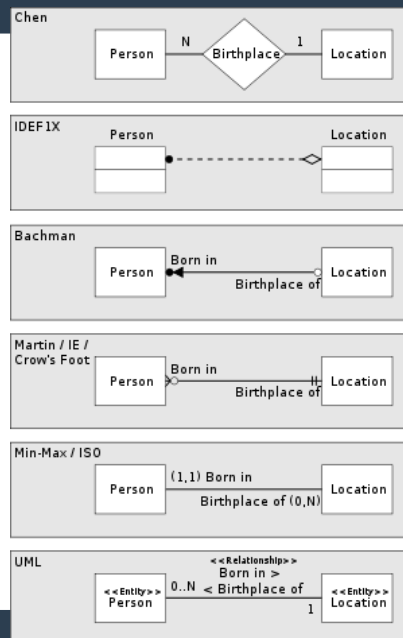 Chen
Person
N
Birthplace
1
Location
IDEF1X
Person
Location
Bachman
Person
Born in
Birthplace of
Location
Martin / IE /
Crow's Foot
Person
Born in
Birthplace of
Location
Min-Max / ISO
Person
(1,1) Born in
Birthplace of (0,N)
Location
UML
<<Entity>>
Person
0..N
<<Relationship>>
Born in >
< Birthplace of
1
<<Entity>>
Location